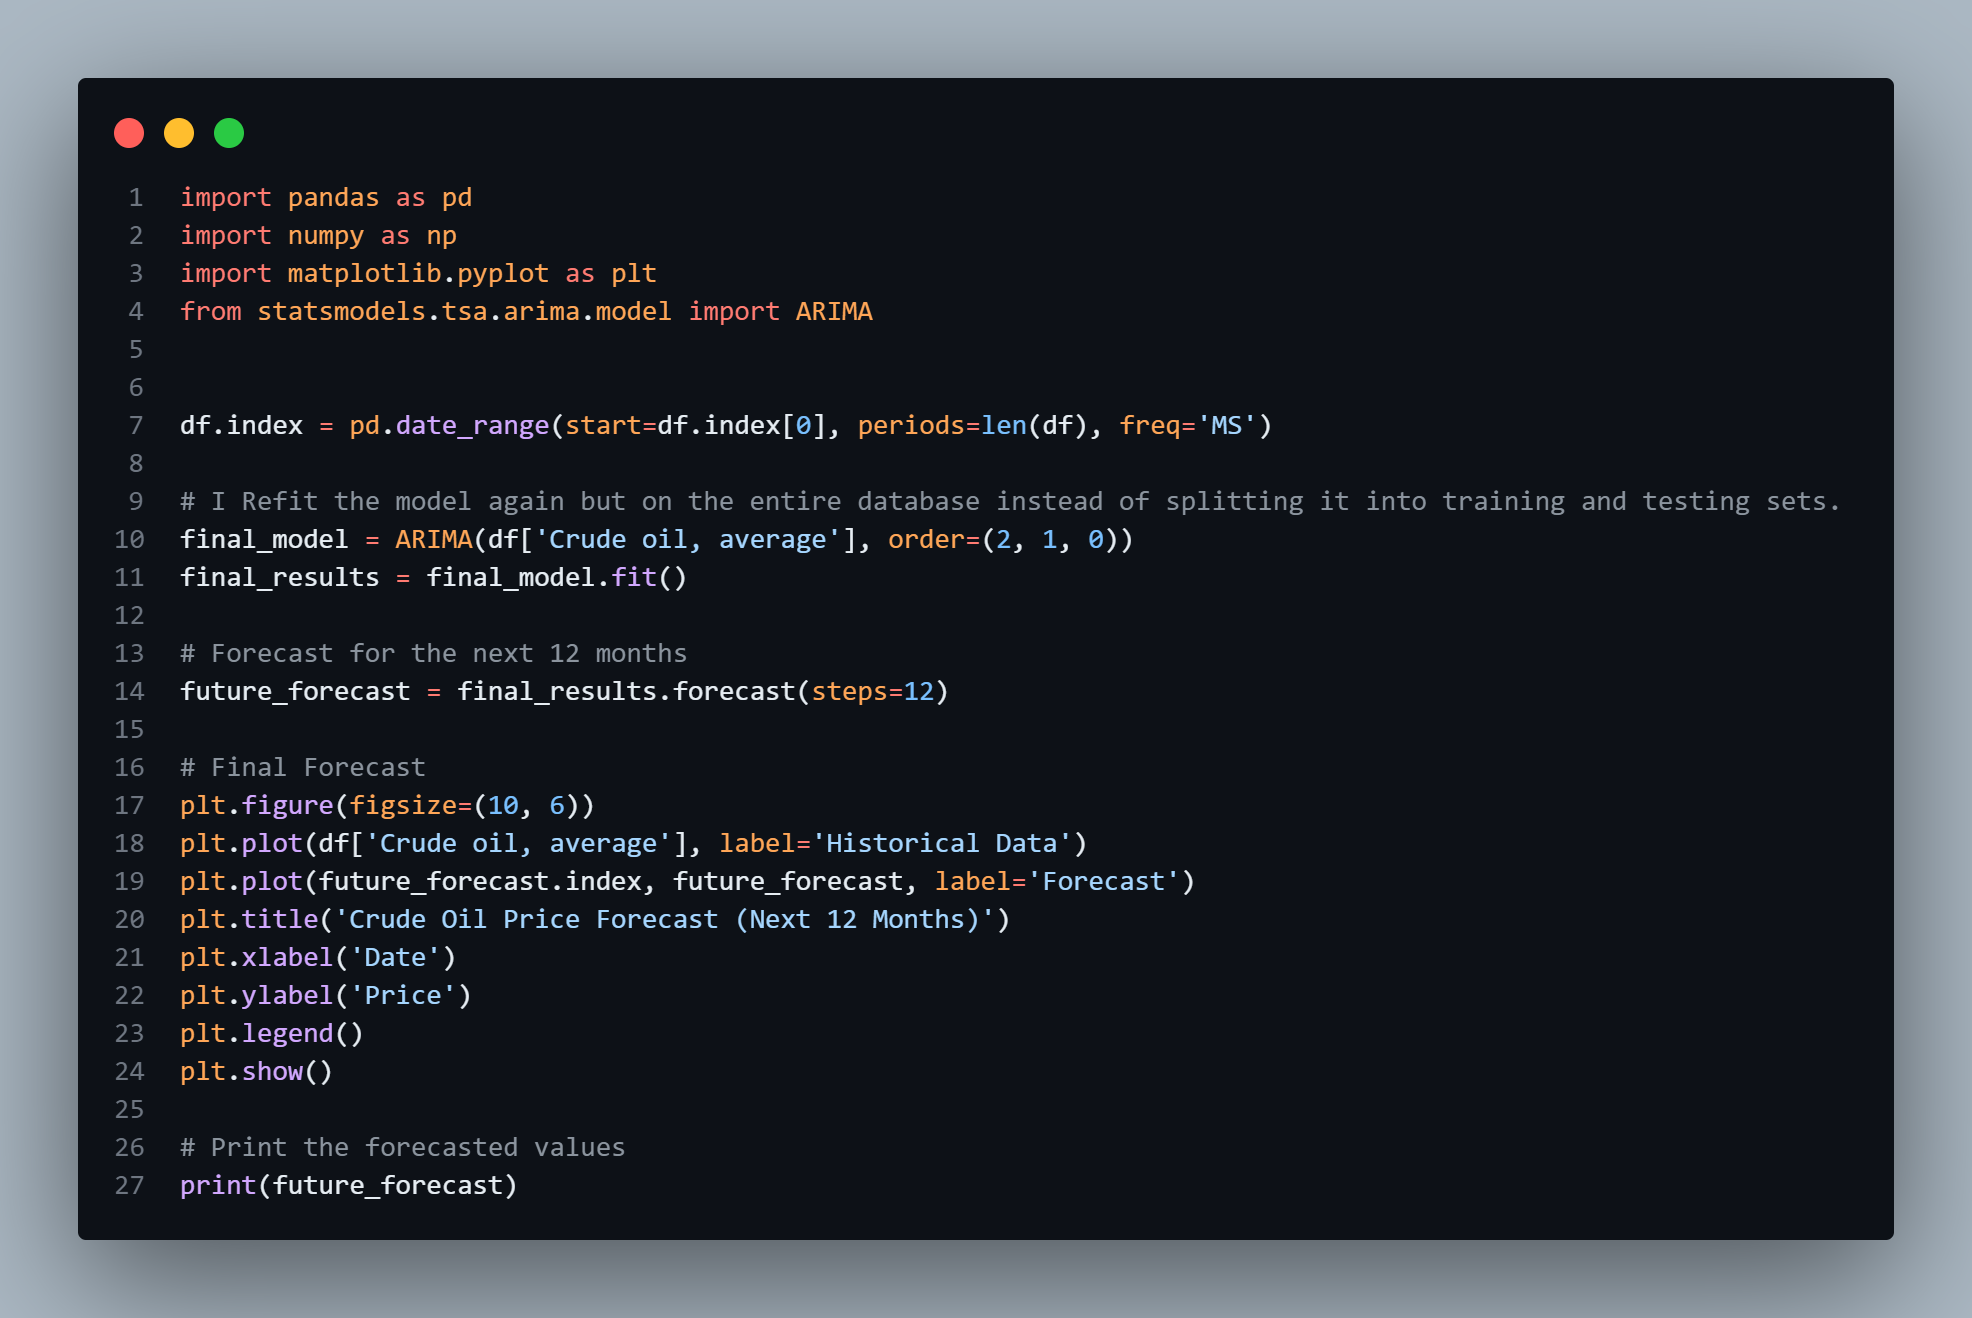 1 import pandas as pd
2 import numpy as np
3 import matplotlib.pyplot as plt
4 from statsmodels.tsa.arima.model import ARIMA
5
6
7 df.index = pd.date_range(start=df.index[0], periods=len(df), freq='MS')
8
9 # I Refit the model again but on the entire database instead of splitting it into training and testing sets.
10 final_model = ARIMA(df['Crude oil, average'], order=(2, 1, 0))
11 final_results = final_model.fit()
12
13 # Forecast for the next 12 months
14 future_forecast = final_results.forecast(steps=12)
15
16 # Final Forecast
17 plt.figure(figsize=(10, 6))
18 plt.plot(df['Crude oil, average'], label='Historical Data')
19 plt.plot(future_forecast.index, future_forecast, label='Forecast')
20 plt.title('Crude Oil Price Forecast (Next 12 Months)')
21 plt.xlabel('Date')
22 plt.ylabel('Price')
23 plt.legend()
24 plt.show()
25
26 # Print the forecasted values
27 print(future_forecast)